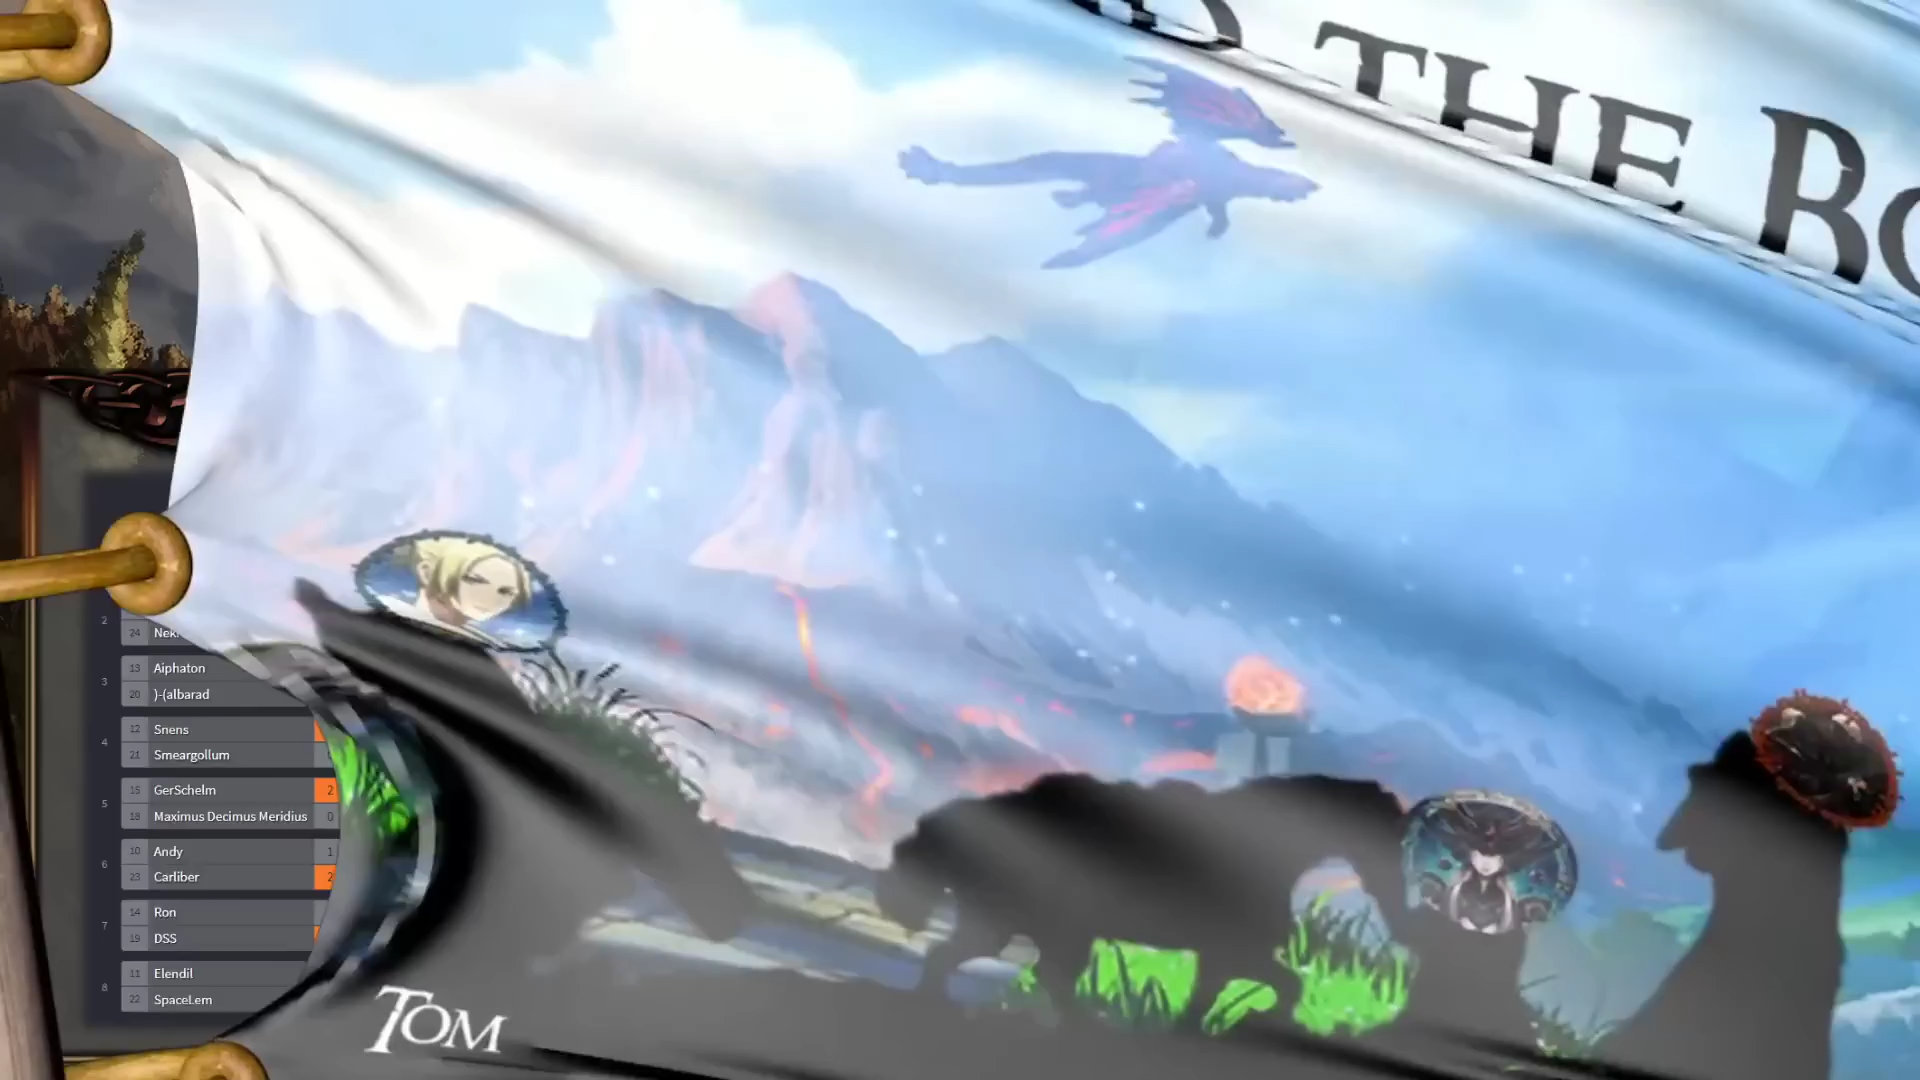 THE
2
24 Nek
3
13 Aiphaton
20 )-(albarad
4
12 Snens
21 Smeargollum
5
15 GerSchelm 2
18 Maximus Decimus Meridius 0
6
10 Andy 1
23 Carliber 2
7
14 Ron
19 DSS
8
11 Elendil
22 SpaceLem
TOM